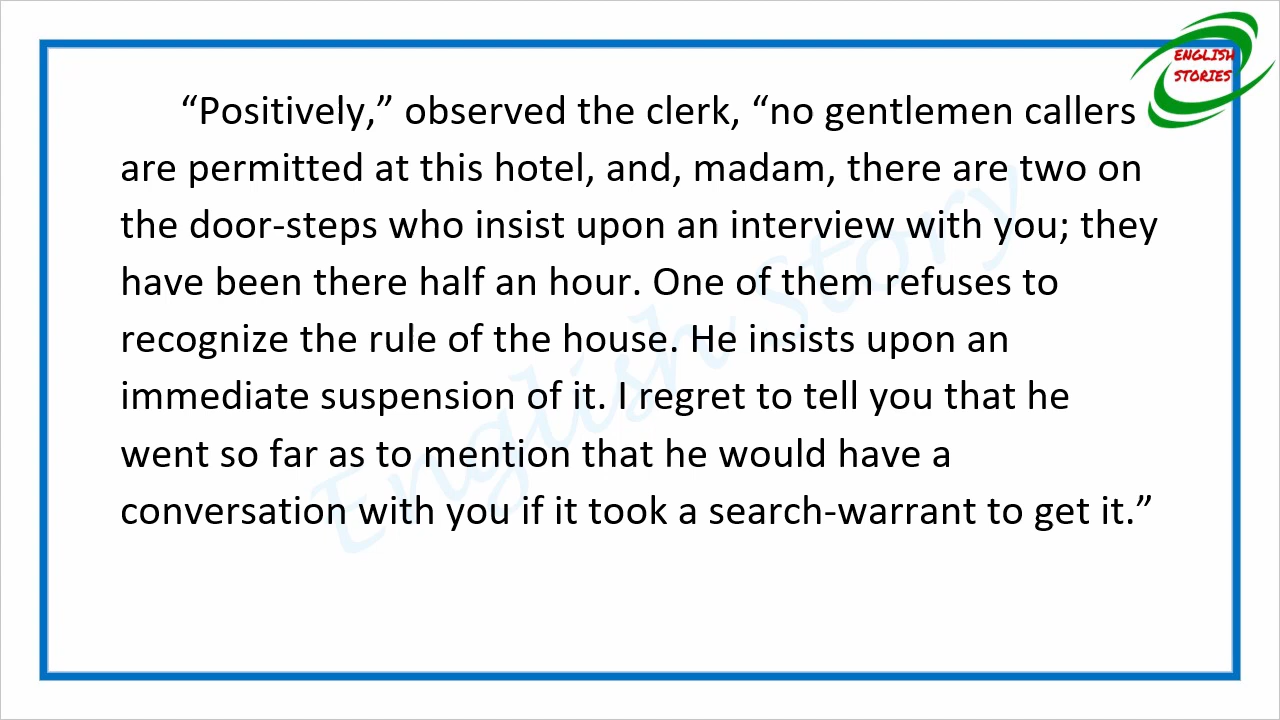 ENGLISH
STORIES
“Positively,” observed the clerk, “no gentlemen callers
are permitted at this hotel, and, madam, there are two on
the door-steps who insist upon an interview with you; they
have been there half an hour. One of them refuses to
recognize the rule of the house. He insists upon an
immediate suspension of it. I regret to tell you that he
went so far as to mention that he would have a
conversation with you if it took a search-warrant to get it.”
English Story